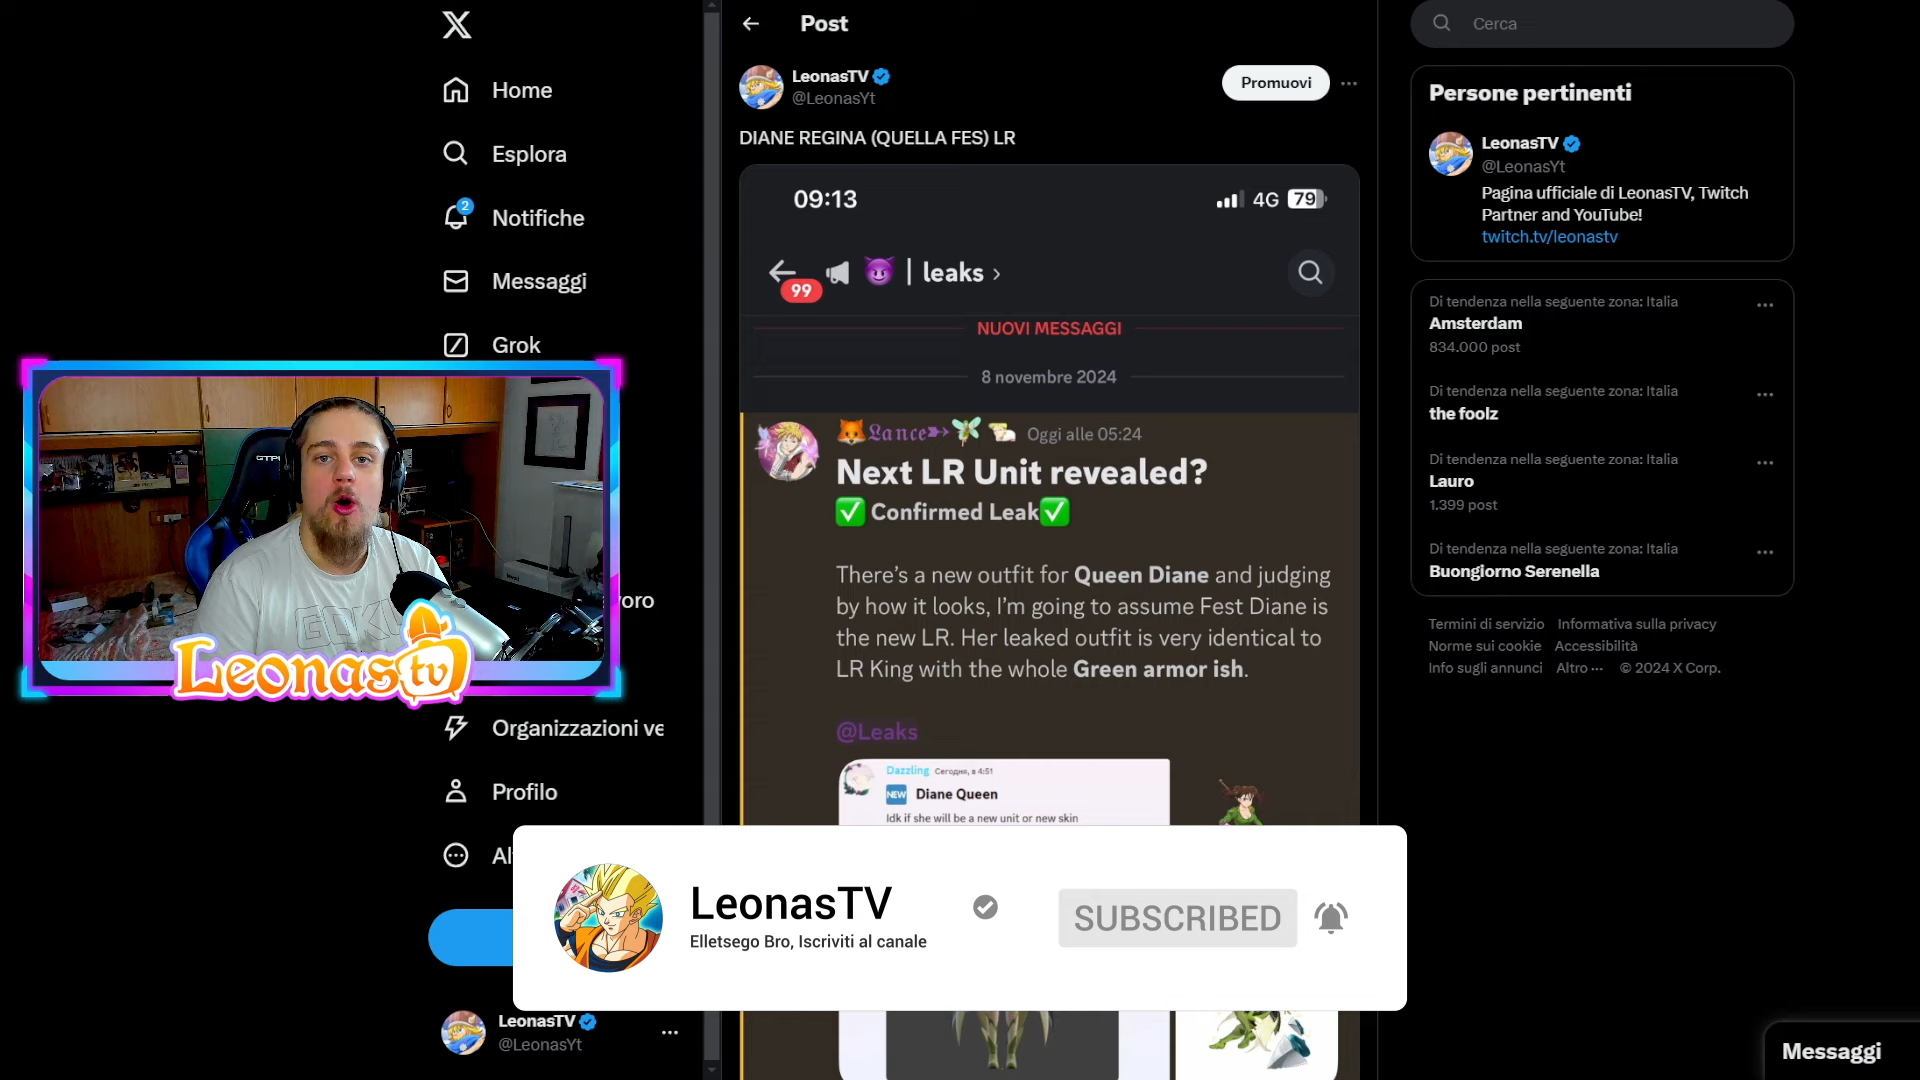 X
Home
Esplora
2
Notifiche
Messaggi
Grok
voro
Organizzazioni ve
Profilo
Al
LeonasTV
@LeonasYt
GTPL
GOKU
Leonas tv
Post
LeonasTV
@LeonasYt
Promuovi
DIANE REGINA (QUELLA FES) LR
09:13
4G 79
99
| leaks ›
NUOVI MESSAGGI
8 novembre 2024
Lance Oggi alle 05:24
Next LR Unit revealed?
✅ Confirmed Leak✅
There's a new outfit for Queen Diane and judging
by how it looks, I'm going to assume Fest Diane is
the new LR. Her leaked outfit is very identical to
LR King with the whole Green armor ish.
@Leaks
Dazzling Сегодня, в 4:51
NEW Diane Queen
Idk if she will be a new unit or new skin
LeonasTV
Elletsego Bro, Iscriviti al canale
SUBSCRIBED
Cerca
Persone pertinenti
LeonasTV
@LeonasYt
Pagina ufficiale di LeonasTV, Twitch
Partner and YouTube!
twitch.tv/leonastv
Di tendenza nella seguente zona: Italia
Amsterdam
834.000 post
Di tendenza nella seguente zona: Italia
the foolz
Di tendenza nella seguente zona: Italia
Lauro
1.399 post
Di tendenza nella seguente zona: Italia
Buongiorno Serenella
Termini di servizio Informativa sulla privacy
Norme sui cookie Accessibilità
Info sugli annunci Altro ··· © 2024 X Corp.
Messaggi